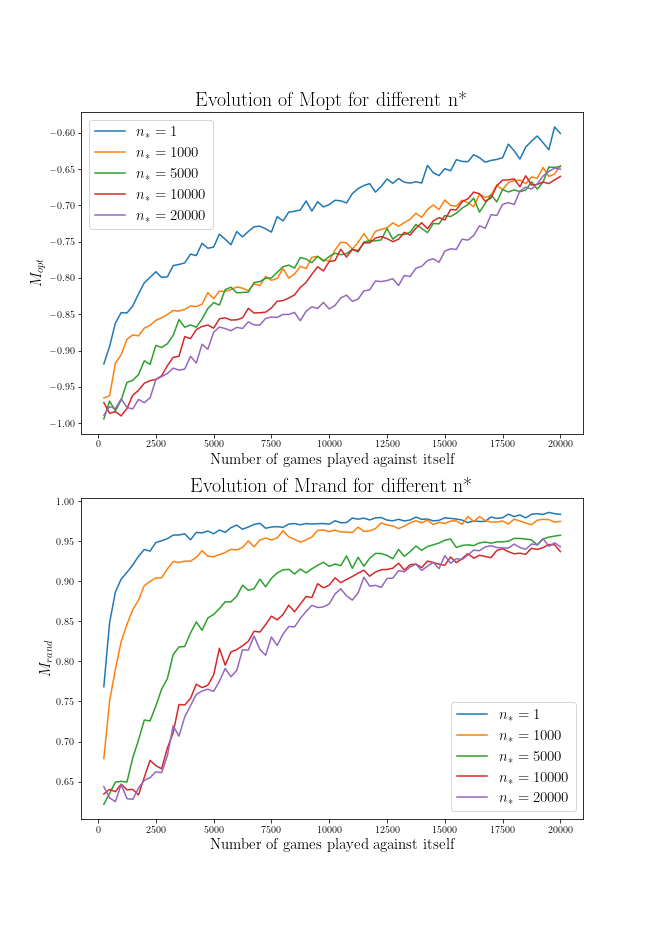 Evolution of Mopt for different n*
−0.60
−0.65
−0.70
−0.75
−0.80
−0.85
−0.90
−0.95
−1.00
M_opt
n_* = 1
n_* = 1000
n_* = 5000
n_* = 10000
n_* = 20000
0 2500 5000 7500 10000 12500 15000 17500 20000
Number of games played against itself
Evolution of Mrand for different n*
1.00
0.95
0.90
0.85
0.80
0.75
0.70
0.65
M_rand
n_* = 1
n_* = 1000
n_* = 5000
n_* = 10000
n_* = 20000
0 2500 5000 7500 10000 12500 15000 17500 20000
Number of games played against itself